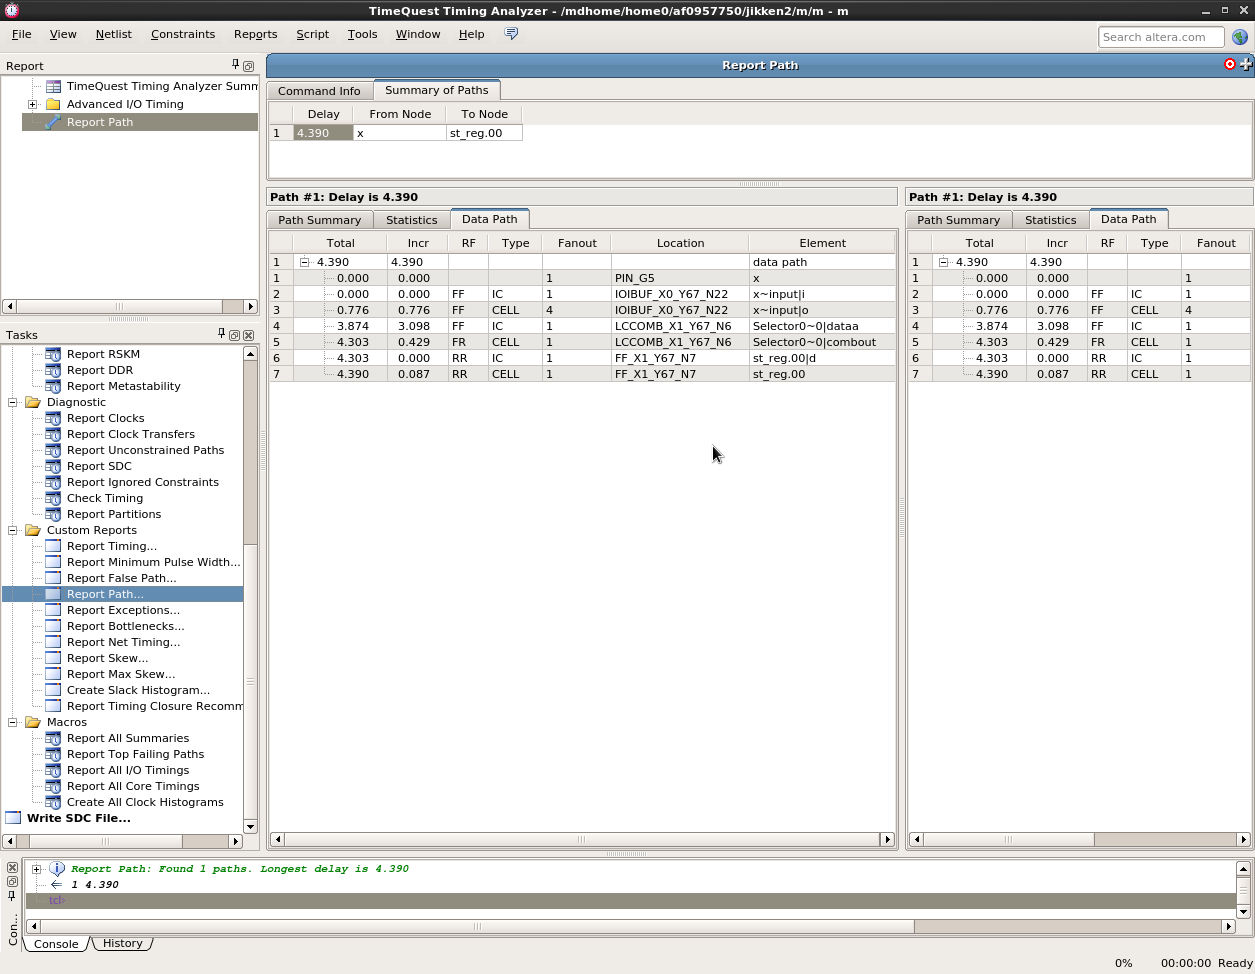 TimeQuest Timing Analyzer - /mdhome/home0/af0957750/jikken2/m/m - m
File View Netlist Constraints Reports Script Tools Window Help
Search altera.com
Report
TimeQuest Timing Analyzer Summ
Advanced I/O Timing
Report Path
Tasks
Report RSKM
Report DDR
Report Metastability
Diagnostic
Report Clocks
Report Clock Transfers
Report Unconstrained Paths
Report SDC
Report Ignored Constraints
Check Timing
Report Partitions
Custom Reports
Report Timing...
Report Minimum Pulse Width...
Report False Path...
Report Path...
Report Exceptions...
Report Bottlenecks...
Report Net Timing...
Report Skew...
Report Max Skew...
Create Slack Histogram...
Report Timing Closure Recomm
Macros
Report All Summaries
Report Top Failing Paths
Report All I/O Timings
Report All Core Timings
Create All Clock Histograms
Write SDC File...
Report Path
Command Info Summary of Paths
Delay From Node To Node
1 4.390 x st_reg.00
Path #1: Delay is 4.390
Path Summary Statistics Data Path
Total Incr RF Type Fanout Location Element
1 4.390 4.390 data path
1 0.000 0.000 1 PIN_G5 x
2 0.000 0.000 FF IC 1 IOIBUF_X0_Y67_N22 x~input|i
3 0.776 0.776 FF CELL 4 IOIBUF_X0_Y67_N22 x~input|o
4 3.874 3.098 FF IC 1 LCCOMB_X1_Y67_N6 Selector0~0|dataa
5 4.303 0.429 FR CELL 1 LCCOMB_X1_Y67_N6 Selector0~0|combout
6 4.303 0.000 RR IC 1 FF_X1_Y67_N7 st_reg.00|d
7 4.390 0.087 RR CELL 1 FF_X1_Y67_N7 st_reg.00
Path #1: Delay is 4.390
Path Summary Statistics Data Path
Total Incr RF Type Fanout
1 4.390 4.390
1 0.000 0.000 1
2 0.000 0.000 FF IC 1
3 0.776 0.776 FF CELL 4
4 3.874 3.098 FF IC 1
5 4.303 0.429 FR CELL 1
6 4.303 0.000 RR IC 1
7 4.390 0.087 RR CELL 1
Report Path: Found 1 paths. Longest delay is 4.390
1 4.390
tcl>
Con...
Console History
0% 00:00:00 Ready